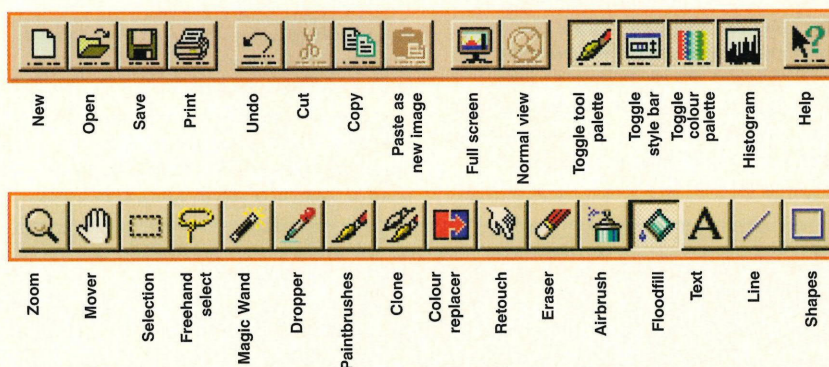 New
Open
Save
Print
Undo
Cut
Copy
Paste as
new image
Full screen
Normal view
Toggle tool
palette
Toggle
style bar
Toggle
colour
palette
Histogram
Help
Zoom
Mover
Selection
Freehand
select
Magic Wand
Dropper
Paintbrushes
Clone
Colour
replacer
Retouch
Eraser
Airbrush
Floodfill
Text
Line
Shapes